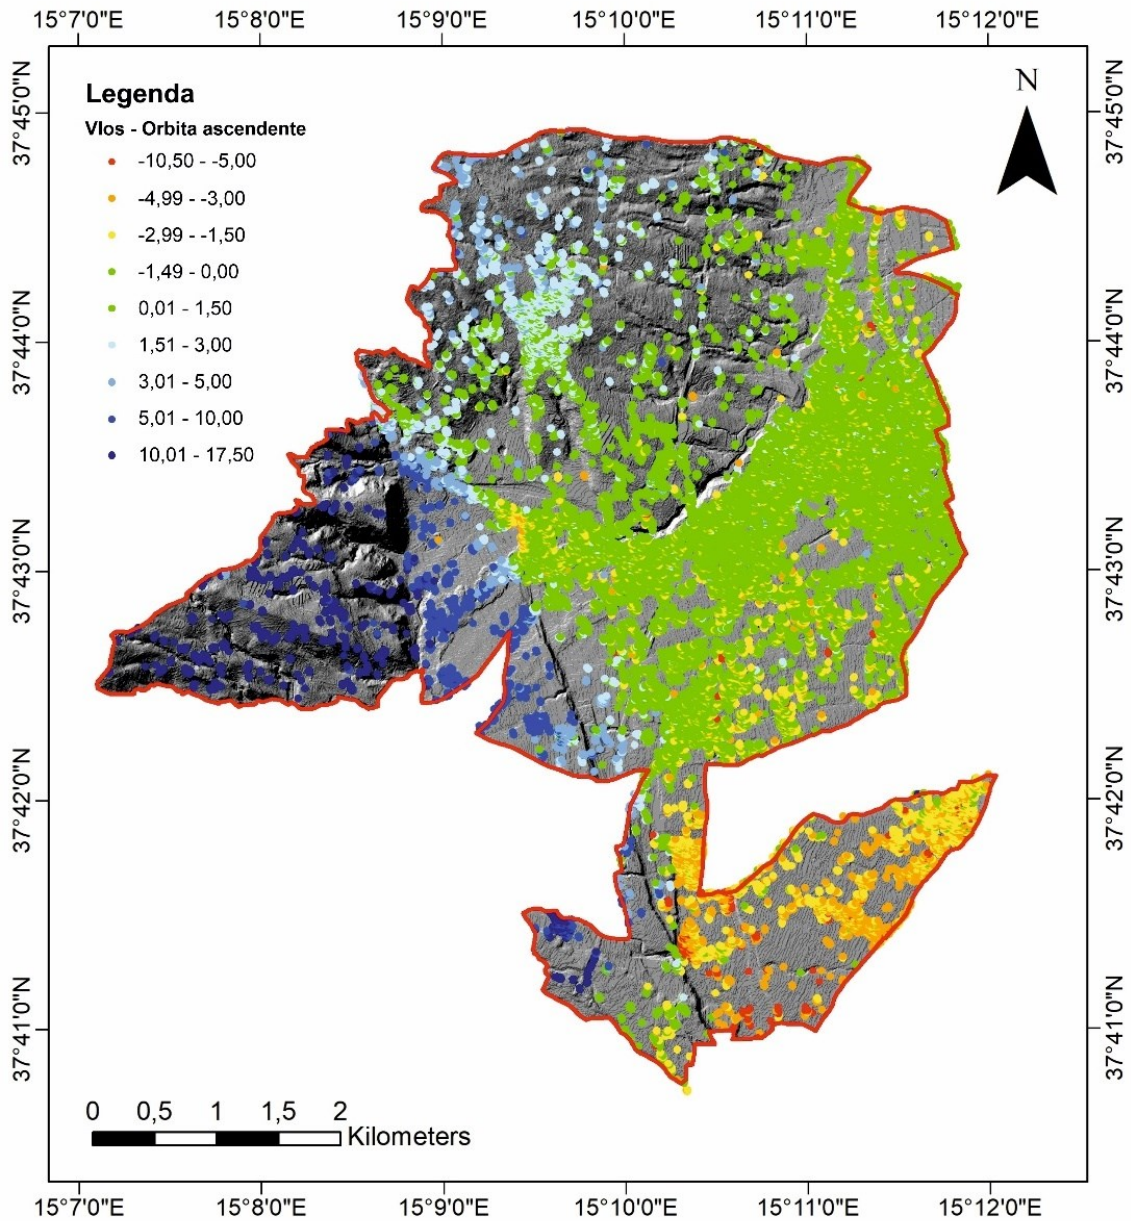 15°7'0"E 15°8'0"E 15°9'0"E 15°10'0"E 15°11'0"E 15°12'0"E
37°45'0"N 37°45'0"N
N
Legenda
Vlos - Orbita ascendente
-10,50 - -5,00
-4,99 - -3,00
-2,99 - -1,50
-1,49 - 0,00
0,01 - 1,50
1,51 - 3,00
3,01 - 5,00
5,01 - 10,00
10,01 - 17,50
37°44'0"N 37°44'0"N
37°43'0"N 37°43'0"N
37°42'0"N 37°42'0"N
37°41'0"N 37°41'0"N
0 0,5 1 1,5 2
Kilometers
15°7'0"E 15°8'0"E 15°9'0"E 15°10'0"E 15°11'0"E 15°12'0"E